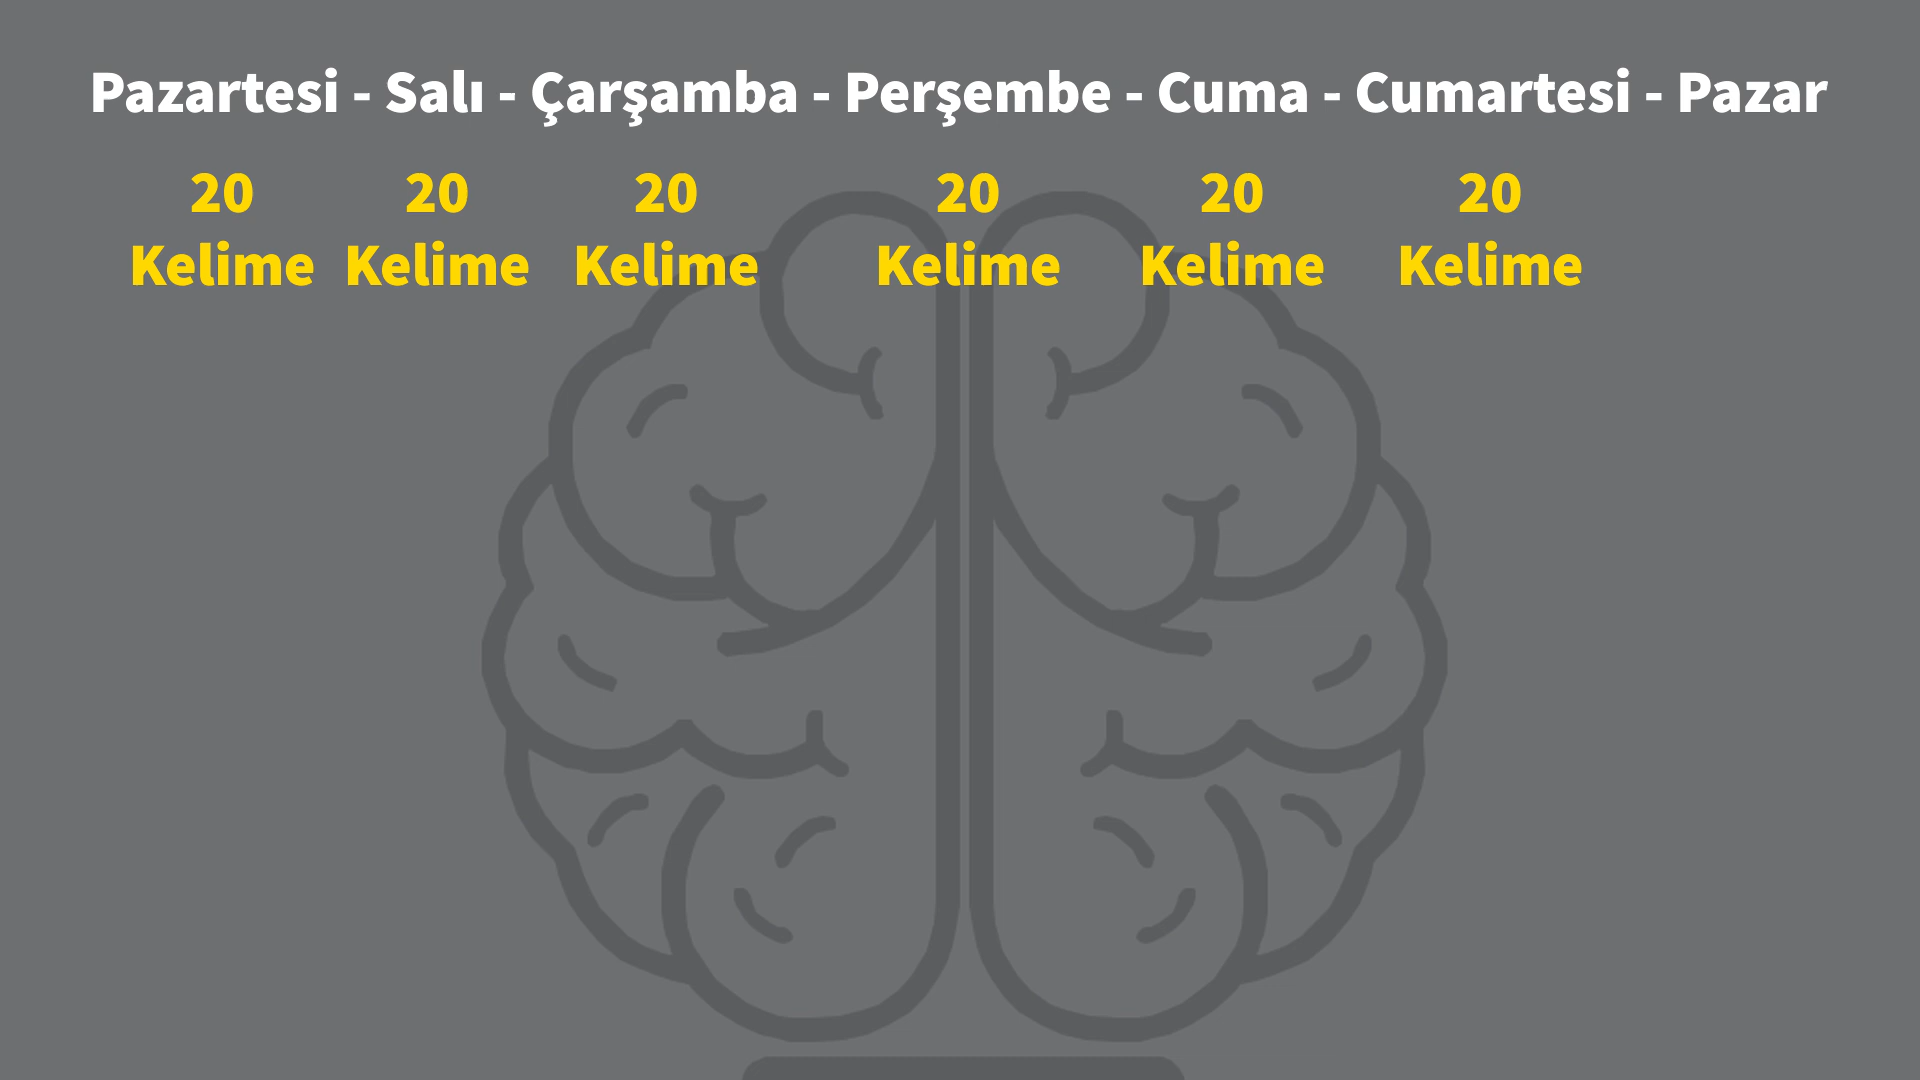 Pazartesi - Salı - Çarşamba - Perşembe - Cuma - Cumartesi - Pazar
20 20 20 20 20 20
Kelime Kelime Kelime Kelime Kelime Kelime